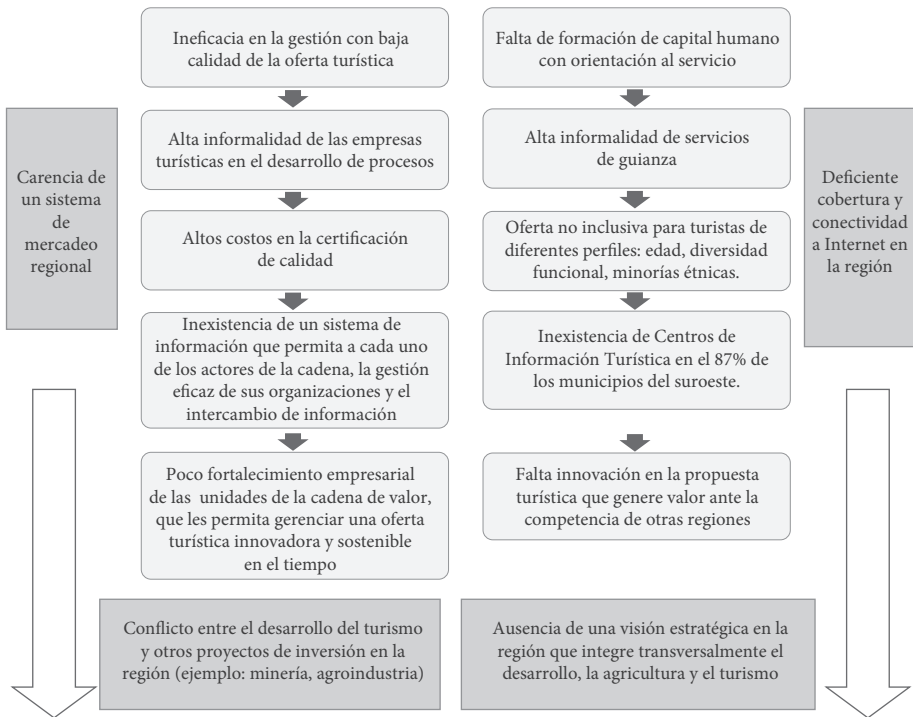 Ineficacia en la gestión con baja
calidad de la oferta turística
Falta de formación de capital humano
con orientación al servicio
Carencia de
un sistema
de
mercadeo
regional
Alta informalidad de las empresas
turísticas en el desarrollo de procesos
Alta informalidad de servicios
de guianza
Deficiente
cobertura y
conectividad
a Internet en
la región
Altos costos en la certificación
de calidad
Oferta no inclusiva para turistas de
diferentes perfiles: edad, diversidad
funcional, minorías étnicas.
Inexistencia de un sistema de
información que permita a cada uno
de los actores de la cadena, la gestión
eficaz de sus organizaciones y el
intercambio de información
Inexistencia de Centros de
Información Turística en el 87% de
los municipios del suroeste.
Poco fortalecimiento empresarial
de las unidades de la cadena de valor,
que les permita gerenciar una oferta
turística innovadora y sostenible
en el tiempo
Falta innovación en la propuesta
turística que genere valor ante la
competencia de otras regiones
Conflicto entre el desarrollo del turismo
y otros proyectos de inversión en la
región (ejemplo: minería, agroindustria)
Ausencia de una visión estratégica en la
región que integre transversalmente el
desarrollo, la agricultura y el turismo